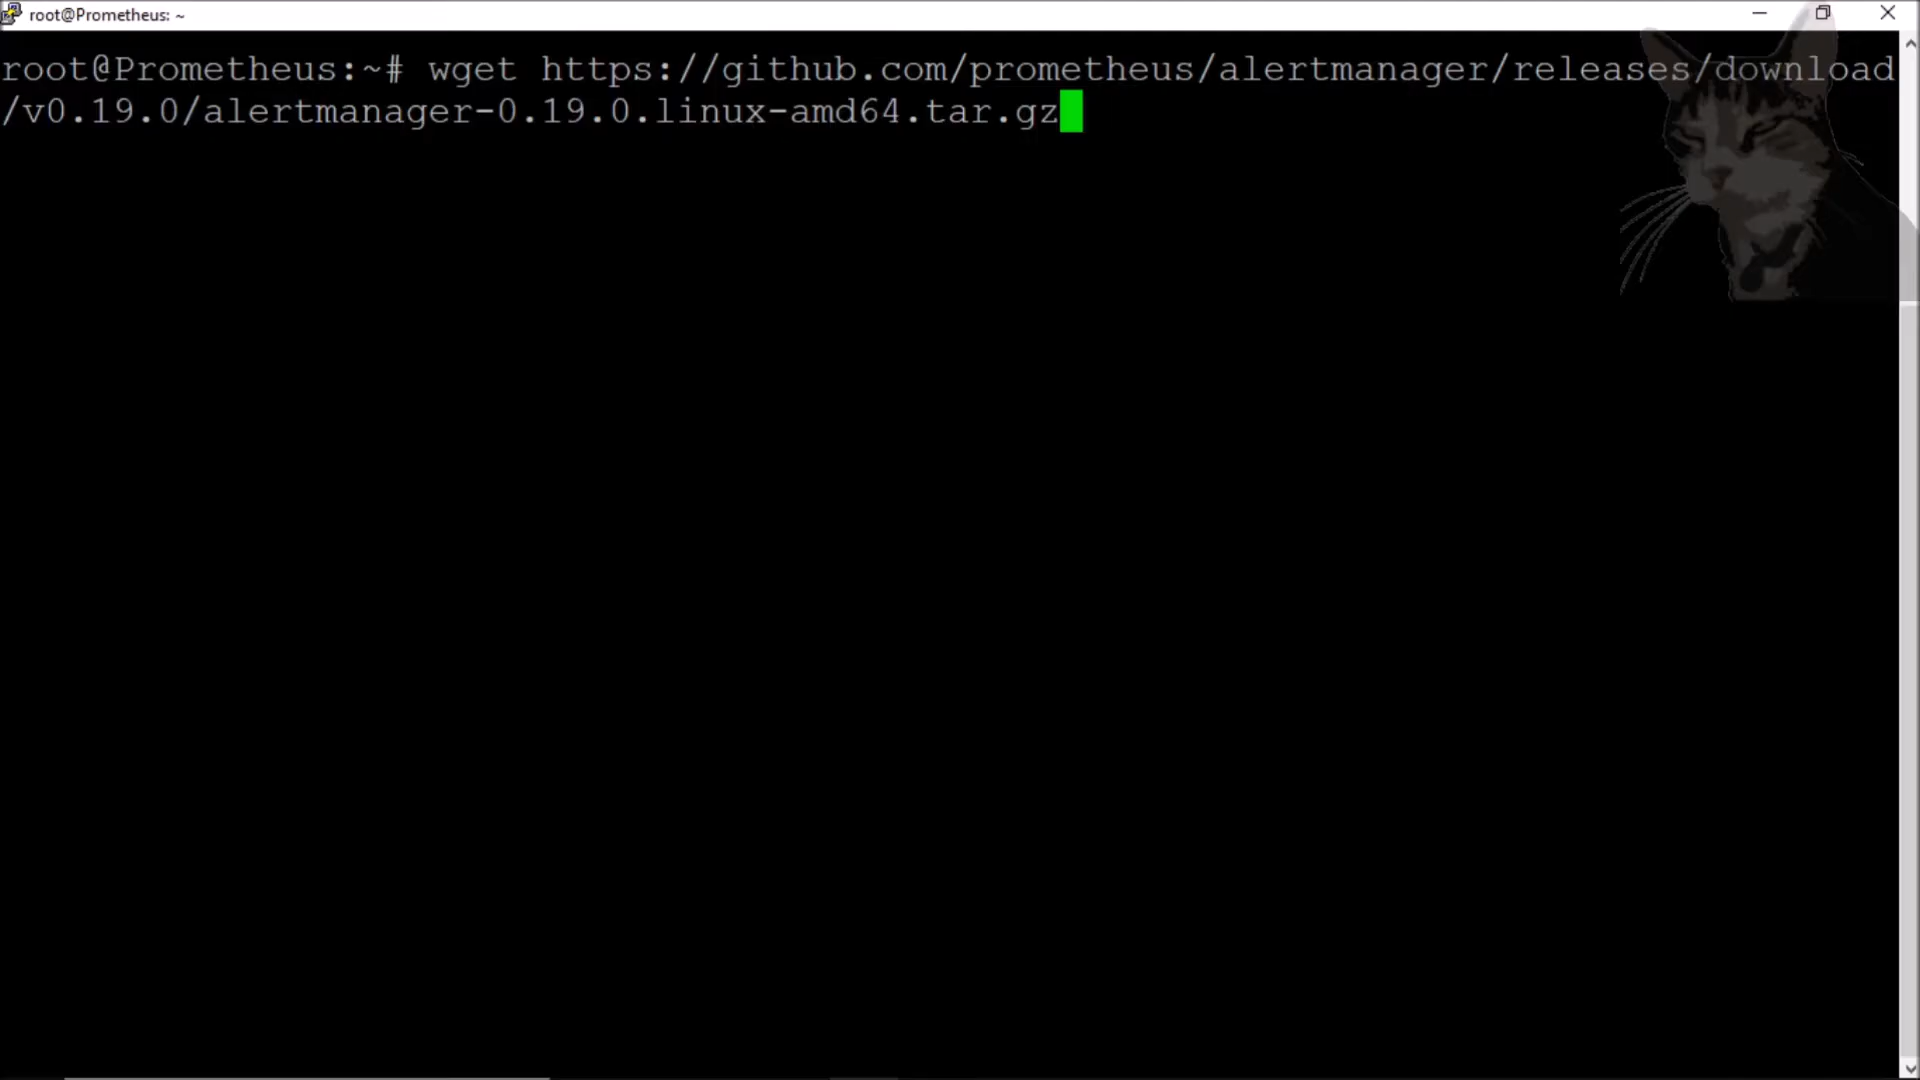 root@Prometheus: ~
root@Prometheus:~# wget https://github.com/prometheus/alertmanager/releases/download
/v0.19.0/alertmanager-0.19.0.linux-amd64.tar.gz